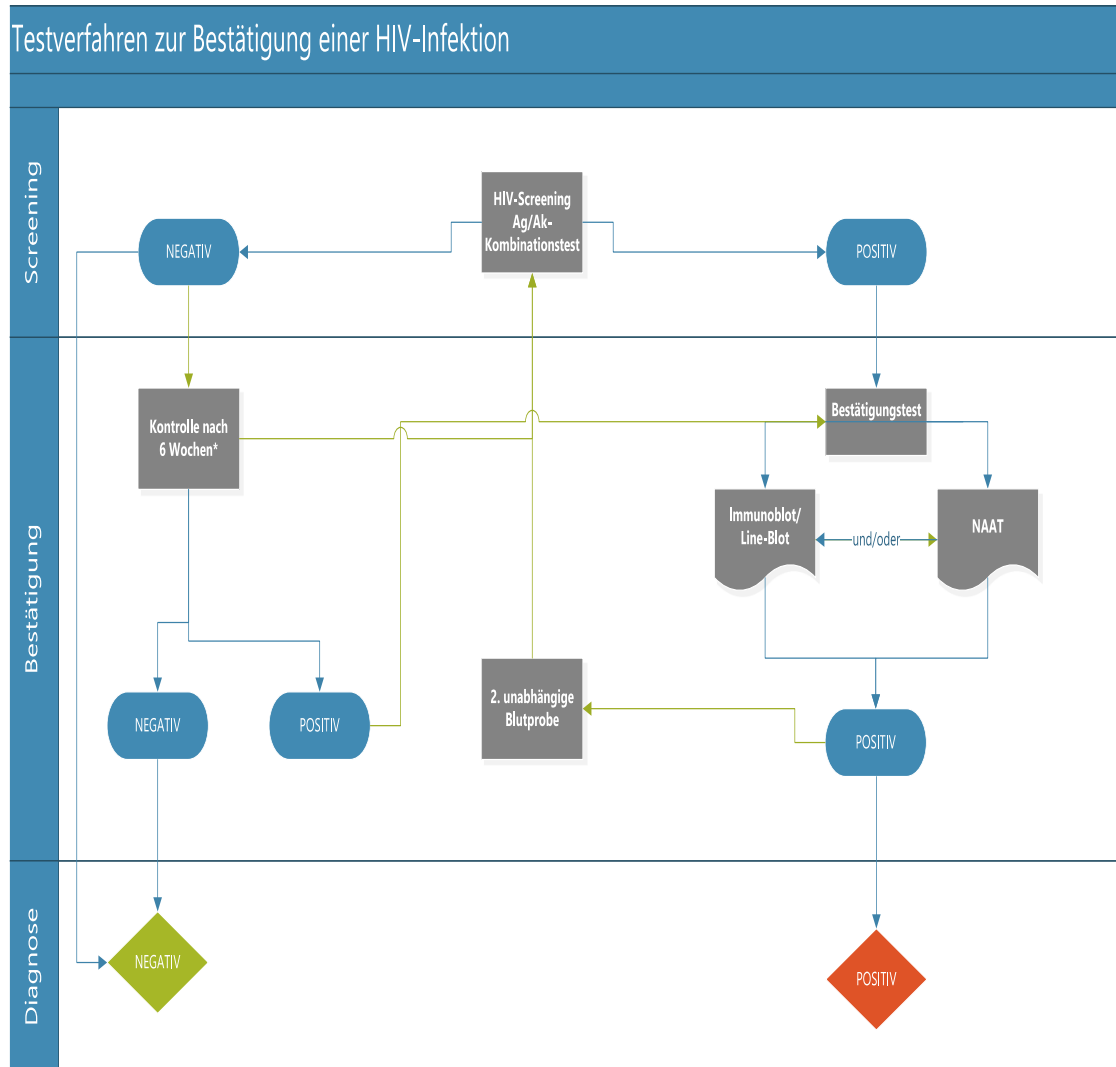 Testverfahren zur Bestätigung einer HIV-Infektion
Screening
HIV-Screening
Ag/Ak-
Kombinationstest
NEGATIV
POSITIV
Bestätigung
Kontrolle nach
6 Wochen*
Bestätigungstest
Immunoblot/
Line-Blot
und/oder
NAAT
NEGATIV
POSITIV
2. unabhängige
Blutprobe
POSITIV
Diagnose
NEGATIV
POSITIV